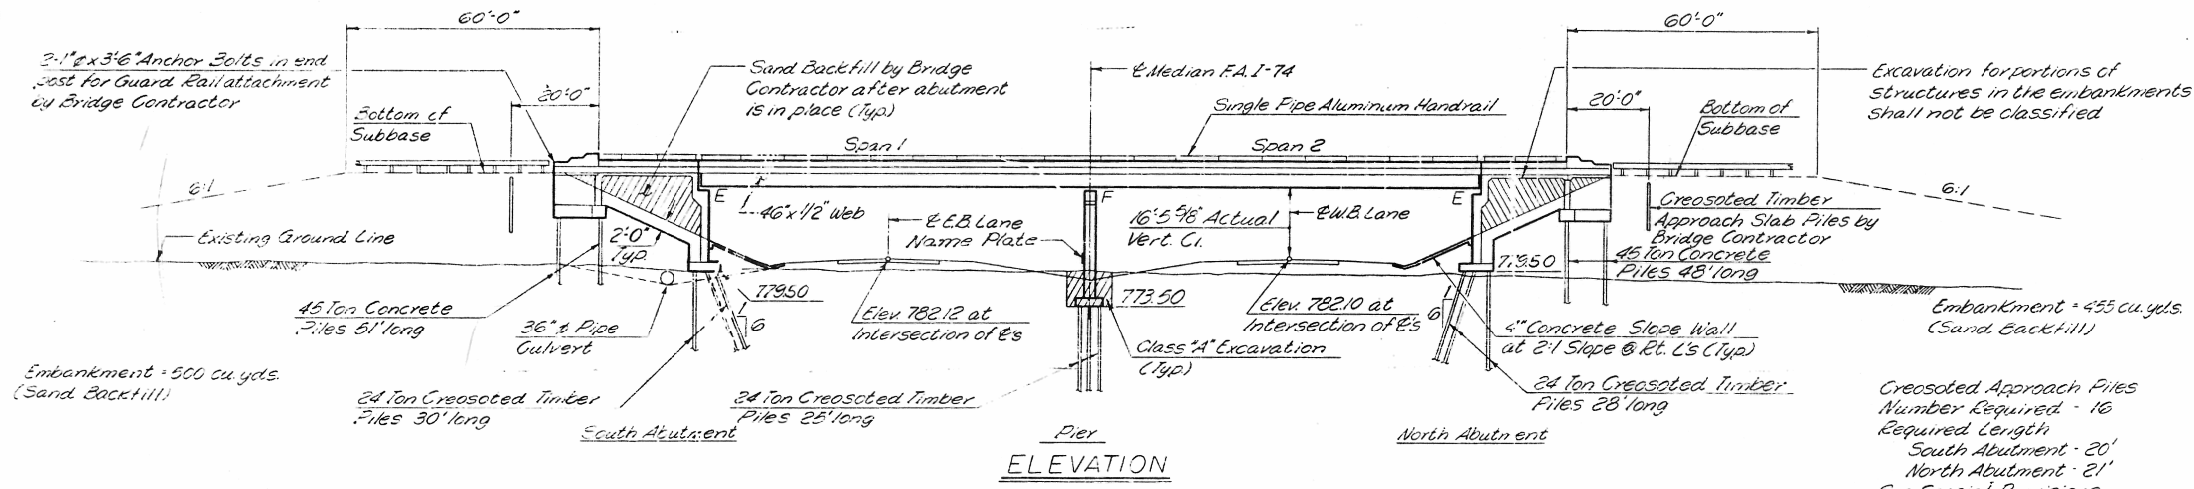 60'-0"
60'-0"
2-1"φ x 3'-6" Anchor Bolts in end
post for Guard Rail attachment
by Bridge Contractor
20'-0"
Bottom of
Subbase
Sand Backfill by Bridge
Contractor after abutment
is in place (Typ.)
℄ Median F.A.I-74
Single Pipe Aluminum Handrail
Excavation for portions of
structures in the embankments
shall not be classified
20'-0"
Bottom of
Subbase
Span 1
Span 2
6:1
6:1
E
F
E
46" x 1/2" Web
℄ E.B. Lane
Name Plate
16'-5 5/8" Actual
Vert. Cl.
℄ W.B. Lane
Creosoted Timber
Approach Slab Piles by
Bridge Contractor
Existing Ground Line
2'-0"
Typ.
45 Ton Concrete
Piles 48' long
779.50
779.50
773.50
6
6
45 Ton Concrete
Piles 51' long
36" φ Pipe
Culvert
Elev. 782.12 at
Intersection of ℄'s
Elev. 782.10 at
Intersection of ℄'s
Class "A" Excavation
(Typ.)
4" Concrete Slope Wall
at 2:1 Slope @ Rt. L's (Typ.)
Embankment = 455 cu. yds.
(Sand Backfill)
Embankment = 500 cu. yds.
(Sand Backfill)
24 Ton Creosoted Timber
Piles 30' long
24 Ton Creosoted Timber
Piles 25' long
24 Ton Creosoted Timber
Piles 28' long
South Abutment
Pier
North Abutment
ELEVATION
Creosoted Approach Piles
Number Required - 16
Required Length
South Abutment - 20'
North Abutment - 21'